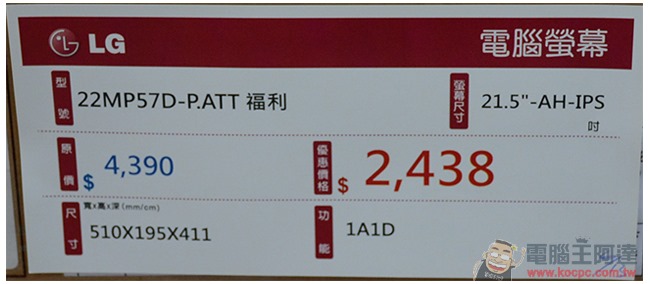 LG 電腦螢幕
型號 22MP57D-P.ATT 福利 螢幕尺寸 21.5"-AH-IPS 吋
原價 $ 4,390 優惠價格 $ 2,438
尺寸 寬x高x深(mm/cm) 510X195X411 功能 1A1D
電腦王阿達
http://www.kocpc.com.tw